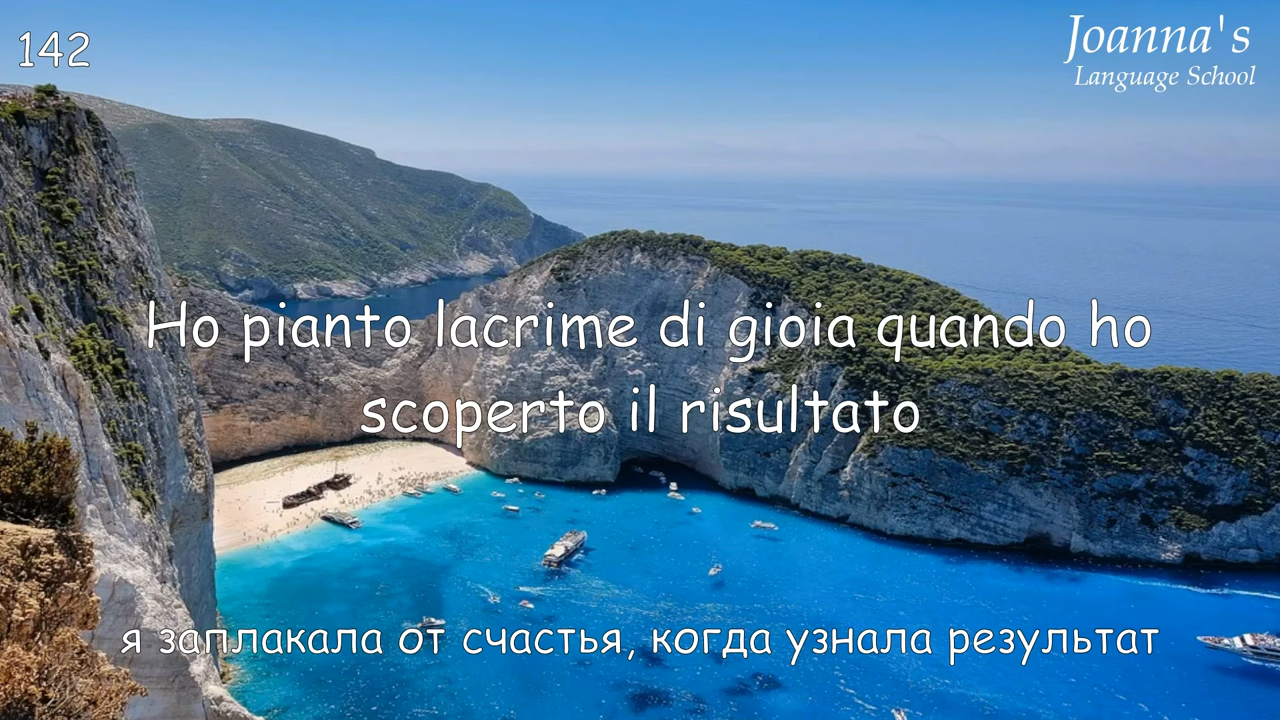 142
Joanna's
Language School
Ho pianto lacrime di gioia quando ho
scoperto il risultato
я заплакала от счастья, когда узнала результат